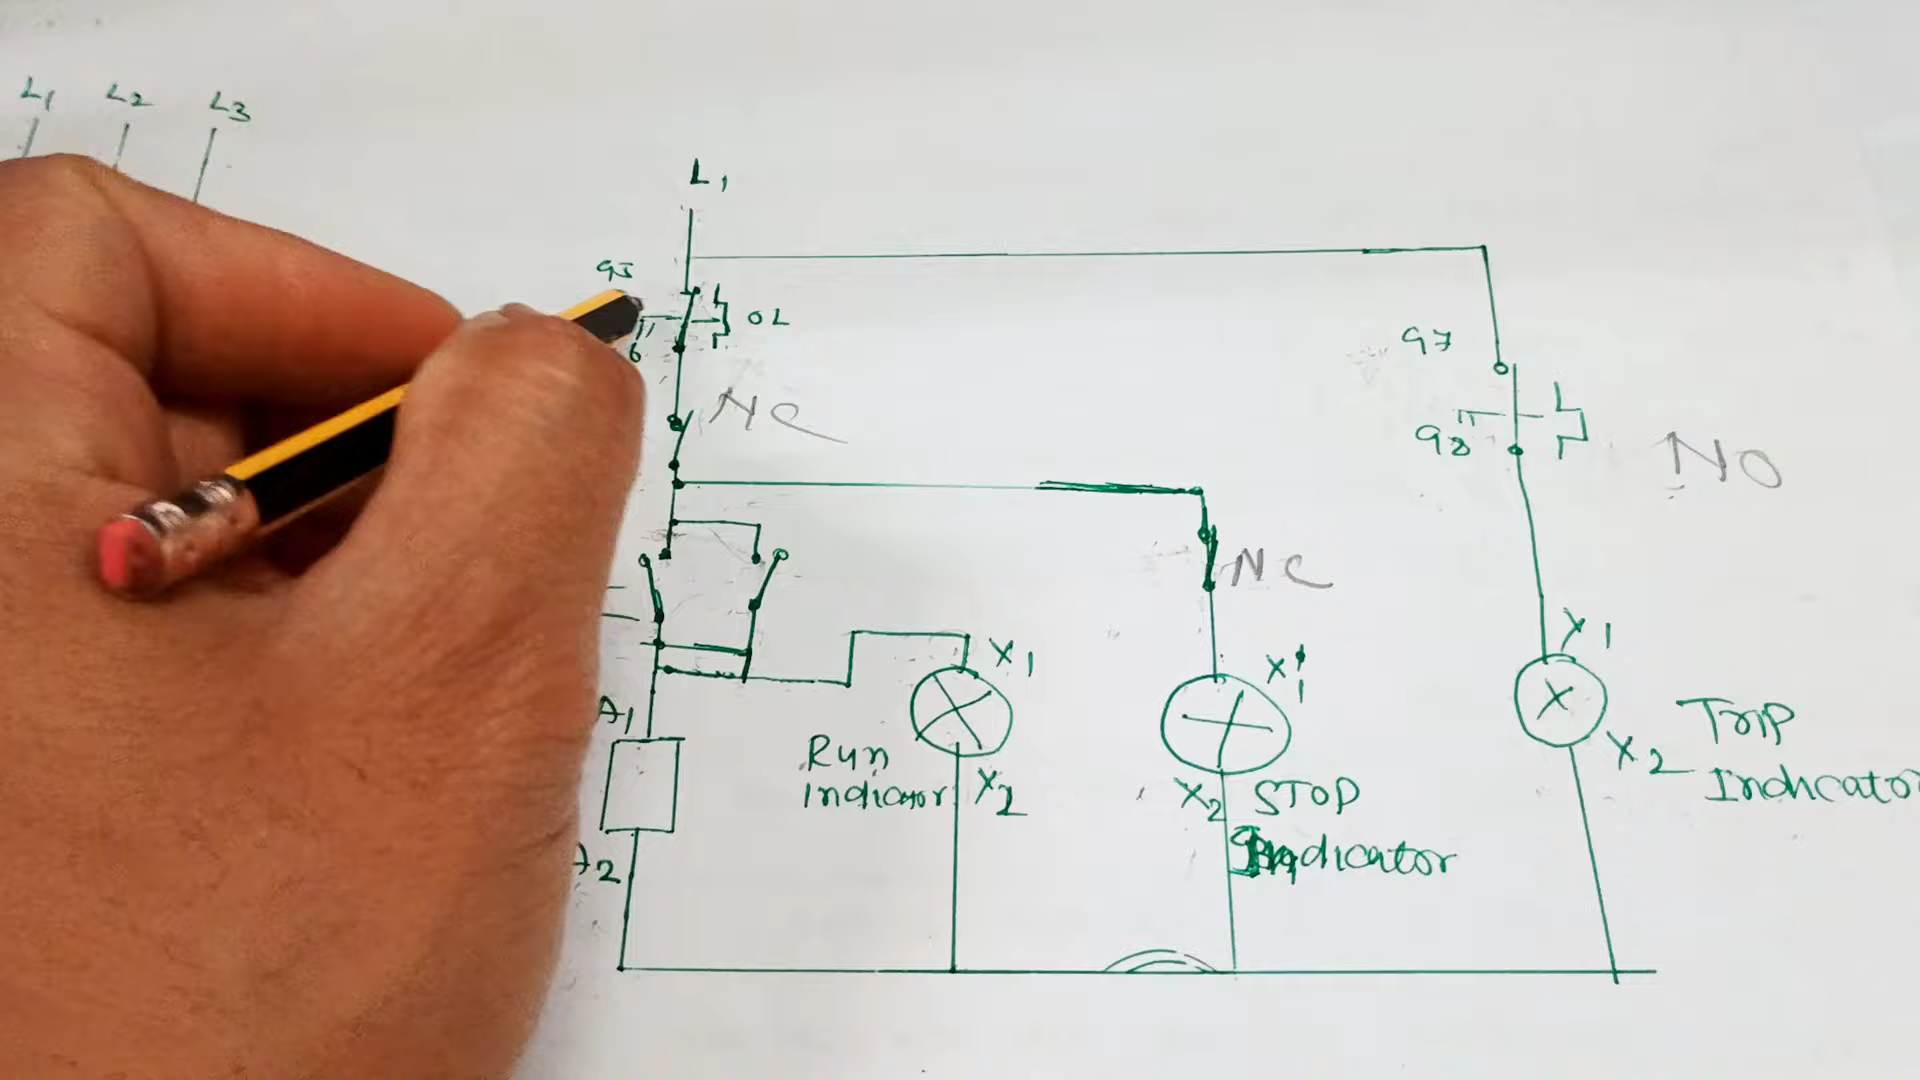 L1 L2 L3
L1
95
OL
6
NC
97
98
NO
NC
X1
X1
X1
A1
Run
Indicator
X2
X2
STOP
Indicator
X2
Trip
Indicator
A2